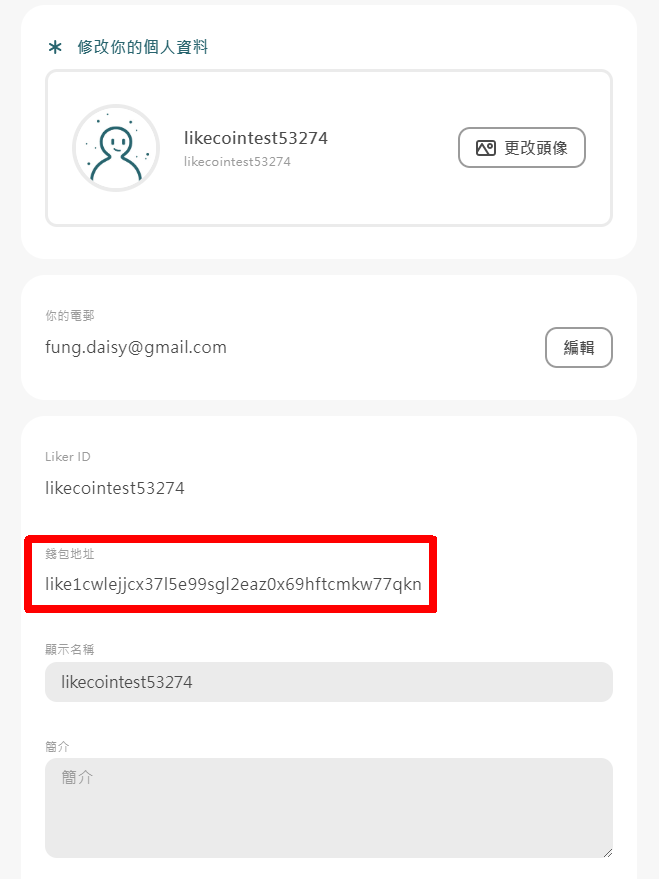 修改你的個人資料
likecointest53274
likecointest53274
更改頭像
你的電郵
fung.daisy@gmail.com
編輯
Liker ID
likecointest53274
錢包地址
like1cwlejjcx37l5e99sgl2eaz0x69hftcmkw77qkn
顯示名稱
likecointest53274
簡介
簡介